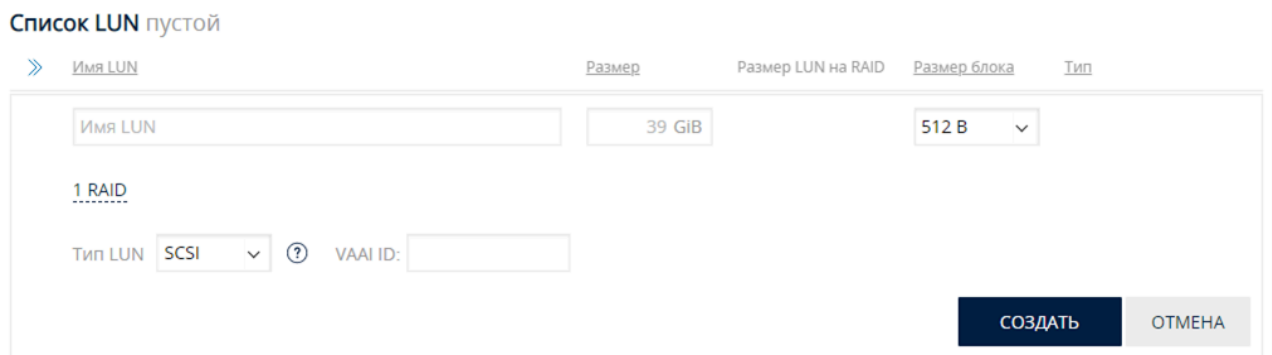 Список LUN пустой
Имя LUN Размер Размер LUN на RAID Размер блока Тип
Имя LUN 39 GiB 512 B
1 RAID
Тип LUN SCSI ? VAAI ID:
СОЗДАТЬ ОТМЕНА